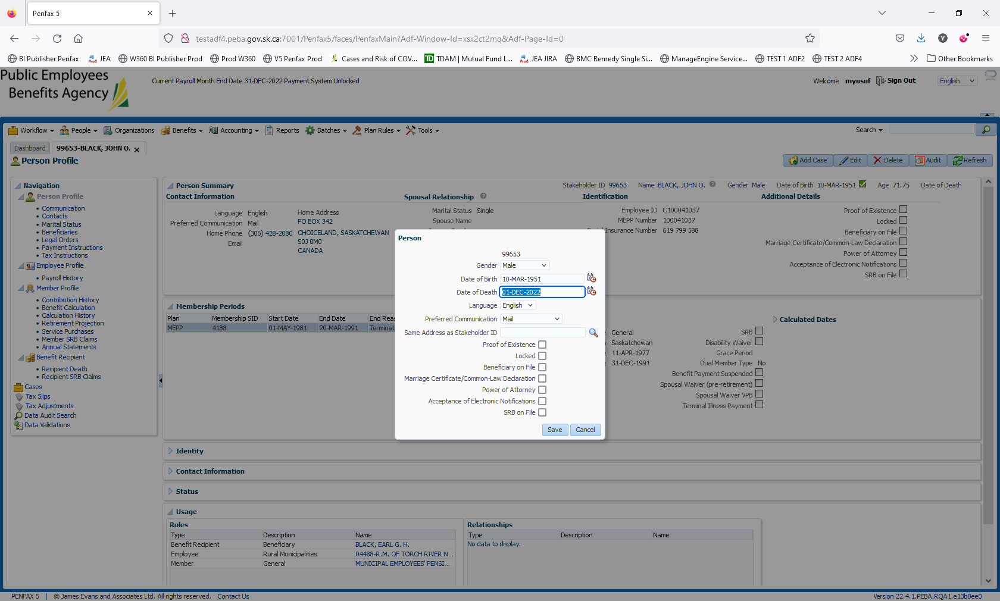 Penfax 5
testadf4.peba.gov.sk.ca:7001/Penfax5/faces/PenfaxMain?Adf-Window-Id=xsx2ct2mq&Adf-Page-Id=0
BI Publisher Penfax JEA W360 BI Publisher Prod Prod W360 V5 Penfax Prod Cases and Risk of COV... TDAM | Mutual Fund L... JEA JIRA BMC Remedy Single Si... ManageEngine Service... TEST 1 ADF2 TEST 2 ADF4 Other Bookmarks
Public Employees
Benefits Agency
Current Payroll Month End Date 31-DEC-2022 Payment System Unlocked
Welcome myusuf Sign Out English
Workflow People Organizations Benefits Accounting Reports Batches Plan Rules Tools Search
Dashboard 99653-BLACK, JOHN O.
Person Profile
Add Case Edit Delete Audit Refresh
Navigation
Person Profile
Communication
Contacts
Marital Status
Beneficiaries
Legal Orders
Payment Instructions
Tax Instructions
Employee Profile
Payroll History
Member Profile
Contribution History
Benefit Calculation
Calculation History
Retirement Projection
Service Purchases
Member SRB Claims
Annual Statements
Benefit Recipient
Recipient Death
Recipient SRB Claims
Cases
Tax Slips
Tax Adjustments
Data Audit Search
Data Validations
Person Summary
Stakeholder ID 99653 Name BLACK, JOHN O. Gender Male Date of Birth 10-MAR-1951 Age 71.75 Date of Death
Contact Information
Language English
Preferred Communication Mail
Home Phone (306) 428-2080
Email
Home Address
PO BOX 342
CHOICELAND, SASKATCHEWAN
S0J 0M0
CANADA
Spousal Relationship
Marital Status Single
Spouse Name
Identification
Employee ID C100041037
MEPP Number 100041037
Insurance Number 619 799 588
Additional Details
Proof of Existence
Locked
Beneficiary on File
Marriage Certificate/Common-Law Declaration
Power of Attorney
Acceptance of Electronic Notifications
SRB on File
Membership Periods
Plan Membership SID Start Date End Date End Reas
MEPP 4188 01-MAY-1981 20-MAR-1991 Terminat
General
Saskatchewan
11-APR-1977
31-DEC-1991
SRB
Disability Waiver
Grace Period
Dual Member Type No
Benefit Payment Suspended
Spousal Waiver (pre-retirement)
Spousal Waiver VPB
Terminal Illness Payment
Calculated Dates
Person
99653
Gender Male
Date of Birth 10-MAR-1951
Date of Death 01-DEC-2022
Language English
Preferred Communication Mail
Same Address as Stakeholder ID
Proof of Existence
Locked
Beneficiary on File
Marriage Certificate/Common-Law Declaration
Power of Attorney
Acceptance of Electronic Notifications
SRB on File
Save Cancel
Identity
Contact Information
Status
Usage
Roles
Type Description Name
Benefit Recipient Beneficiary BLACK, EARL G. H.
Employee Rural Municipalities 04488-R.M. OF TORCH RIVER N...
Member General MUNICIPAL EMPLOYEES' PENSI...
Relationships
Type Description Name
No data to display.
PENFAX 5 | © James Evans and Associates Ltd. All rights reserved. Contact Us
Version 22.4.1.PEBA.RQA1.e13b0ee0